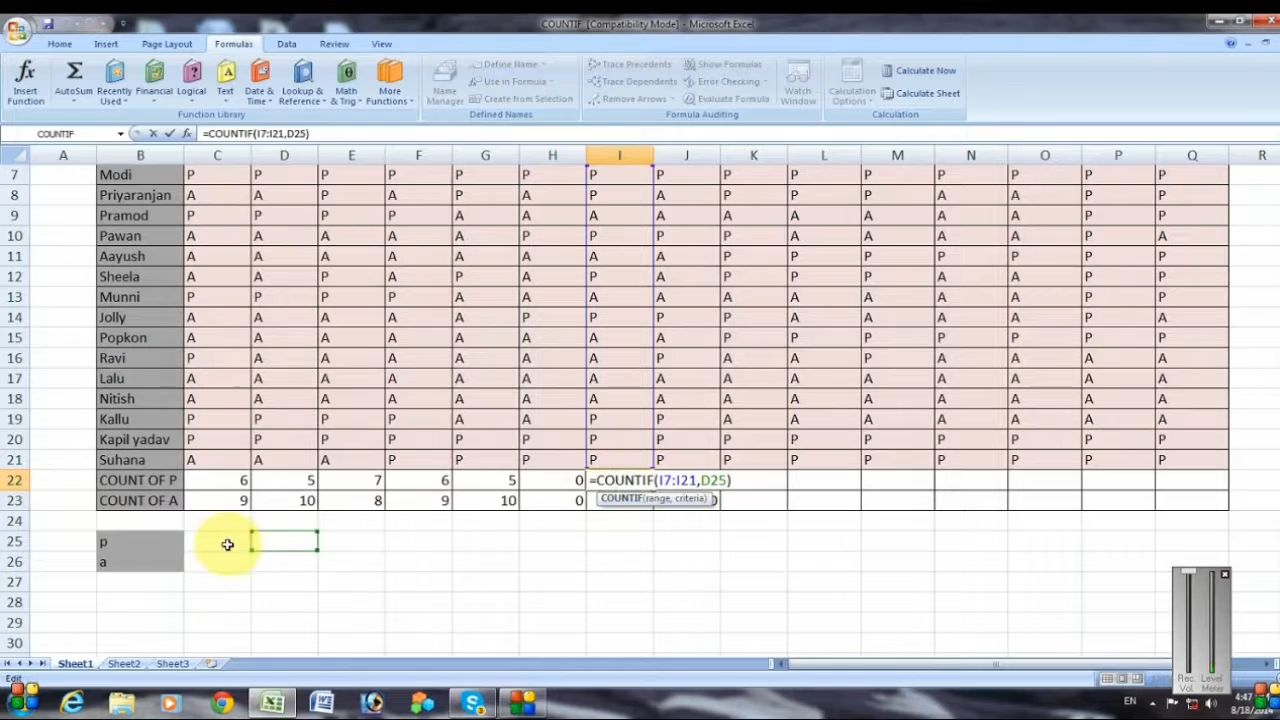 COUNTIF [Compatibility Mode] - Microsoft Excel
Home Insert Page Layout Formulas Data Review View
fx Insert Function
Σ AutoSum
Recently Used
Financial
Logical
Text
Date & Time
Lookup & Reference
Math & Trig
More Functions
Function Library
Name Manager
Define Name
Use in Formula
Create from Selection
Defined Names
Trace Precedents
Trace Dependents
Remove Arrows
Show Formulas
Error Checking
Evaluate Formula
Formula Auditing
Watch Window
Calculation Options
Calculate Now
Calculate Sheet
Calculation
COUNTIF fx =COUNTIF(I7:I21,D25)
A B C D E F G H I J K L M N O P Q R
7 Modi P P P P P P P P P P P P P P P
8 Priyaranjan A A P A P A P A P P P A A P P
9 Pramod P P P P A A A A A A A A A P P
10 Pawan A A A A A P P P P A A A A P A
11 Aayush A A A A A A A A P P P P P P P
12 Sheela A A P A P A P A P P P A A P P
13 Munni P P P P A A A A A A A A A P P
14 Jolly A A A A A P P P P A A A A P A
15 Popkon A A A A A A A A P P P P P P P
16 Ravi P A A A A A A P A A P A A A A
17 Lalu A A A A A A A A A A A A A A A
18 Nitish A A A A A A A A A A A A A A A
19 Kallu P P P P A A P P A A A A A A A
20 Kapil yadav P P P P P P P P P P P P P P P
21 Suhana A A A P P P P P P P P P P P P
22 COUNT OF P 6 5 7 6 5 0 =COUNTIF(I7:I21,D25)
23 COUNT OF A 9 10 8 9 10 0 0
COUNTIF(range, criteria)
24
25 p
26 a
27
28
29
30
Sheet1 Sheet2 Sheet3
Edit
Rec. Vol. Level Meter
EN 4:47